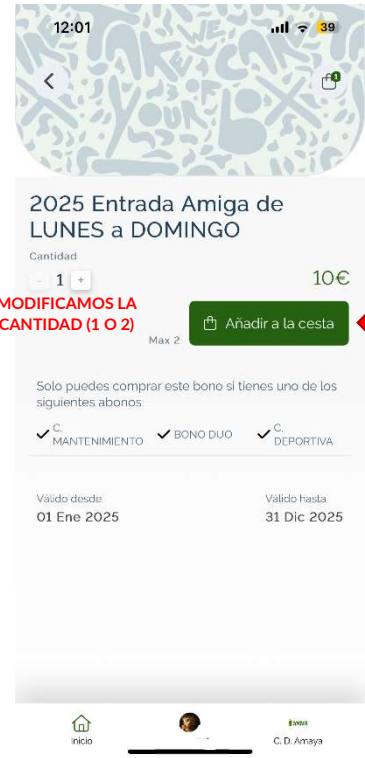 12:01
39
2025 Entrada Amiga de
LUNES a DOMINGO
Cantidad
- 1 +
10€
MODIFICAMOS LA
CANTIDAD (1 O 2)
Añadir a la cesta
Max 2
Solo puedes comprar este bono si tienes uno de los
siguientes abonos
C. MANTENIMIENTO
BONO DUO
C. DEPORTIVA
Válido desde
Válido hasta
01 Ene 2025
31 Dic 2025
Inicio
C. D. Amaya